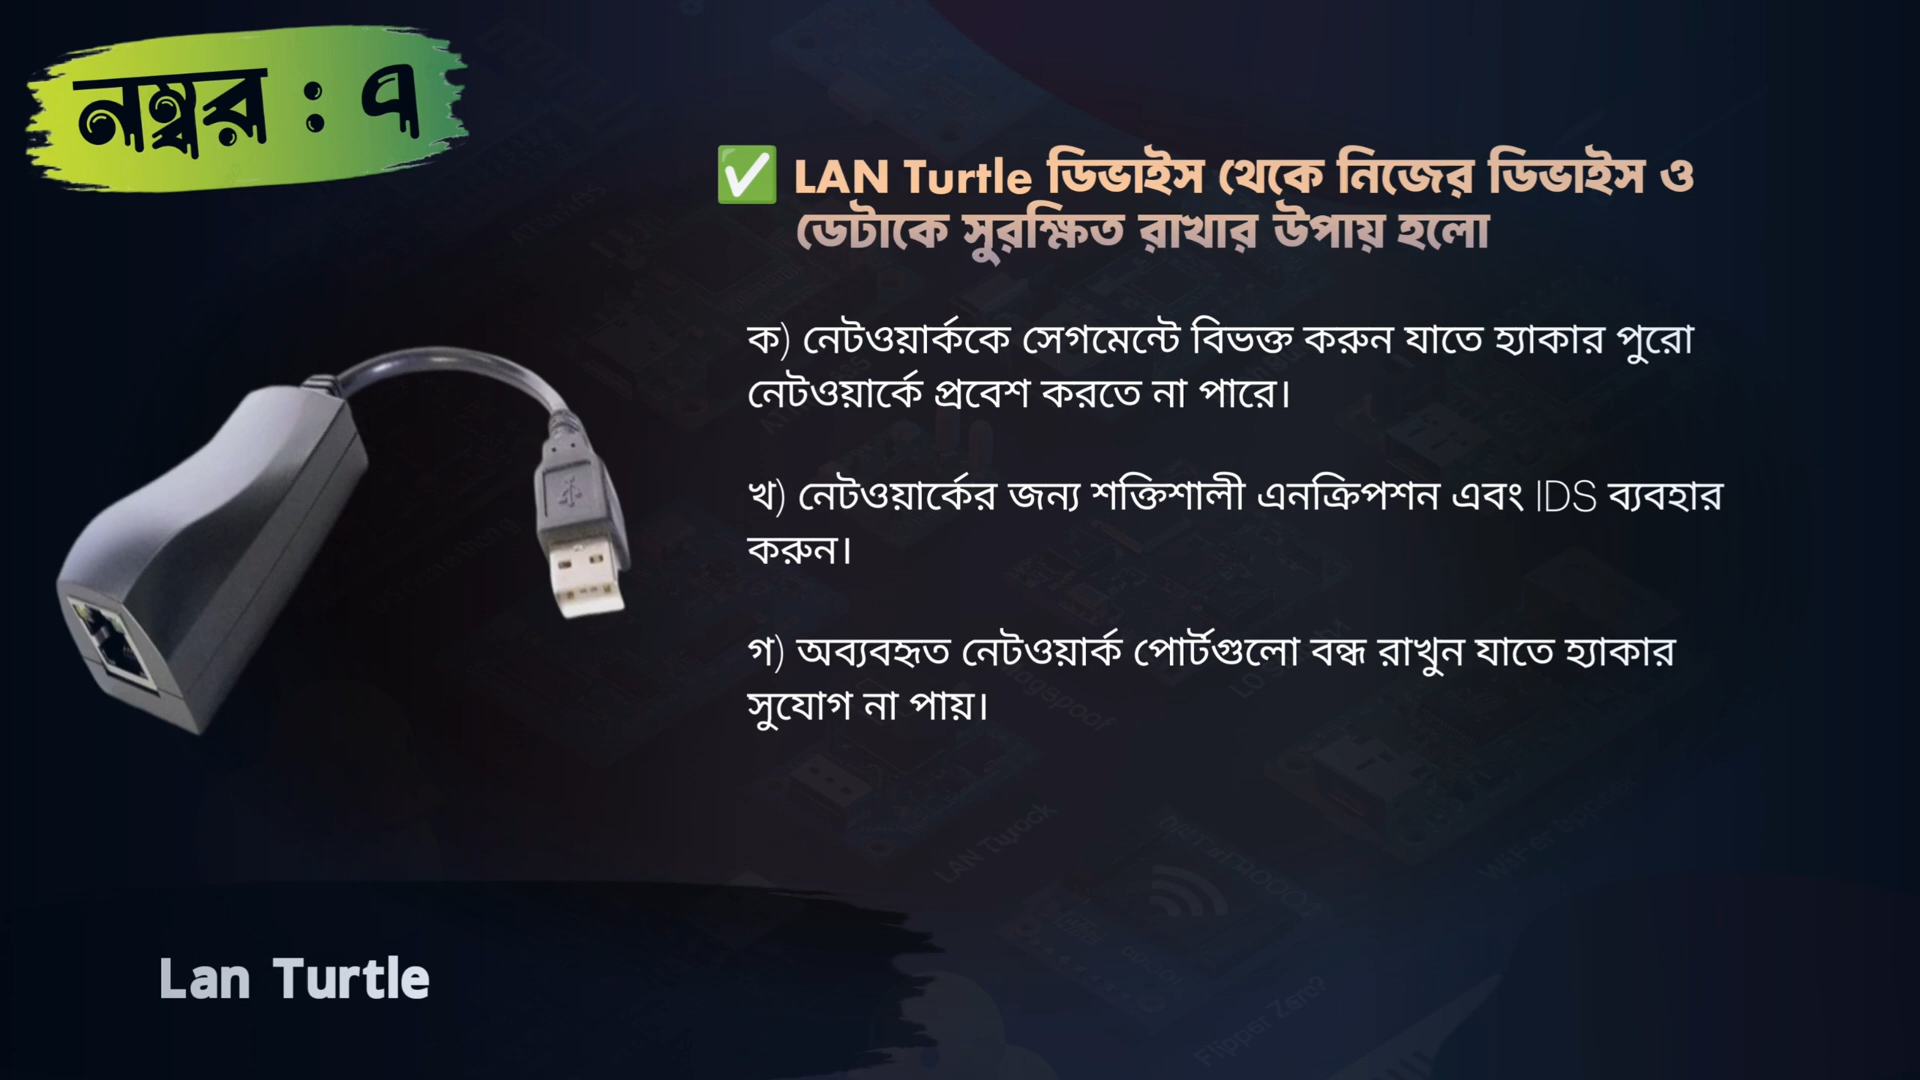 নম্বর : ৭
✅ LAN Turtle ডিভাইস থেকে নিজের ডিভাইস ও
ডেটাকে সুরক্ষিত রাখার উপায় হলো
ক) নেটওয়ার্ককে সেগমেন্টে বিভক্ত করুন যাতে হ্যাকার পুরো
নেটওয়ার্কে প্রবেশ করতে না পারে।
খ) নেটওয়ার্কের জন্য শক্তিশালী এনক্রিপশন এবং IDS ব্যবহার
করুন।
গ) অব্যবহৃত নেটওয়ার্ক পোর্টগুলো বন্ধ রাখুন যাতে হ্যাকার
সুযোগ না পায়।
Lan Turtle